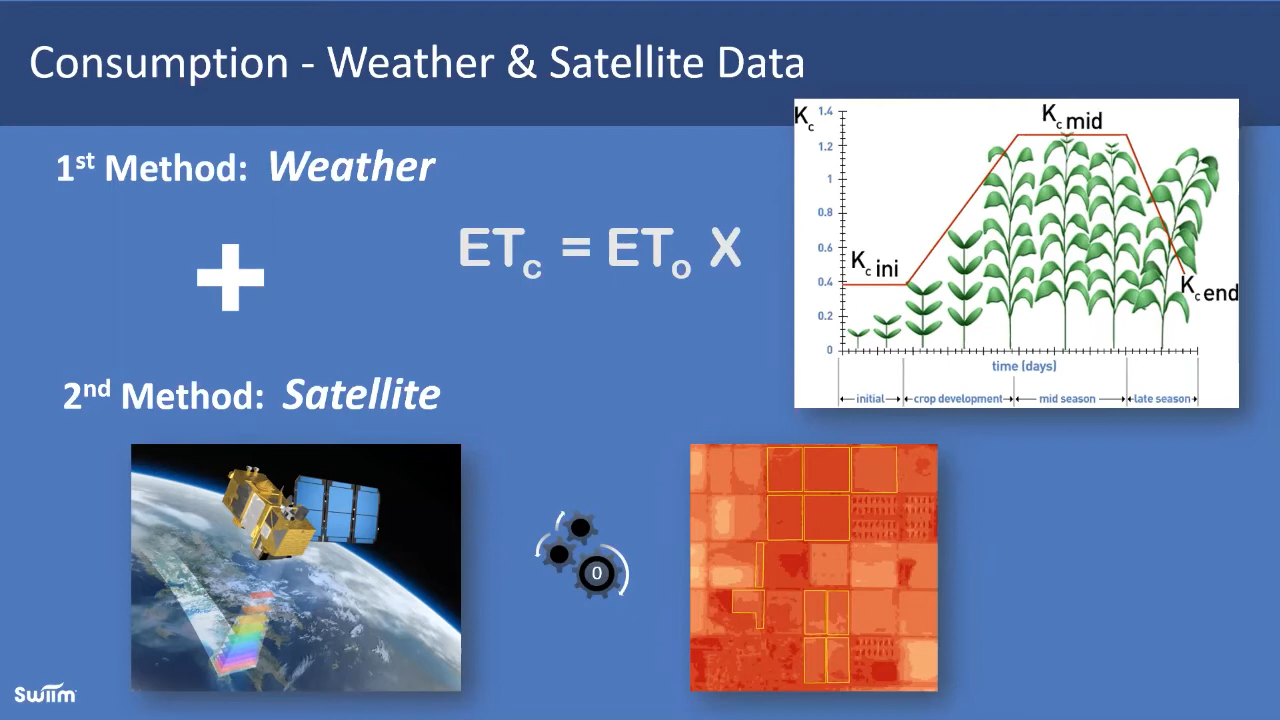 Consumption - Weather & Satellite Data
1st Method: Weather
ETc = ETo X
Kc
1.4
1.2
1
0.8
0.6
0.4
0.2
0
Kc mid
Kc ini
Kc end
time (days)
initial
crop development
mid season
late season
2nd Method: Satellite
0
Swiim